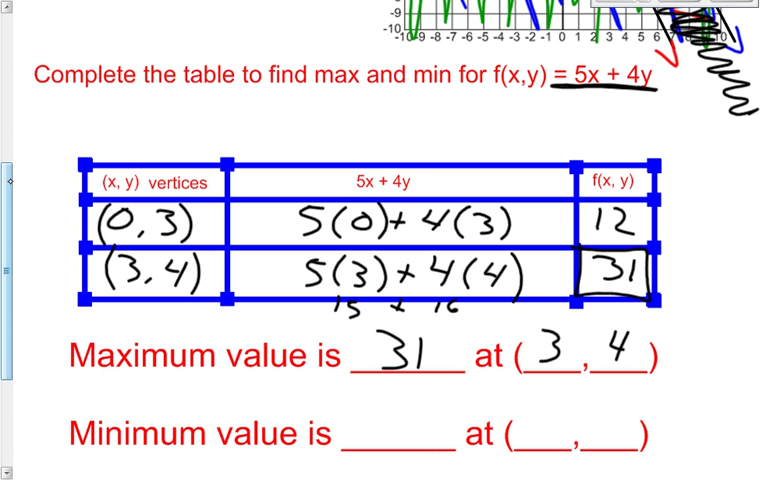 -9
-10
-10 -9 -8 -7 -6 -5 -4 -3 -2 -1 0 1 2 3 4 5 6 10
Complete the table to find max and min for f(x,y) = 5x + 4y
(x, y) vertices 5x + 4y f(x, y)
(0, 3) 5(0)+ 4(3) 12
(3, 4) 5(3)+ 4(4) 31
15 + 16
Maximum value is 31 at ( 3 , 4 )
Minimum value is ______ at (___,___)